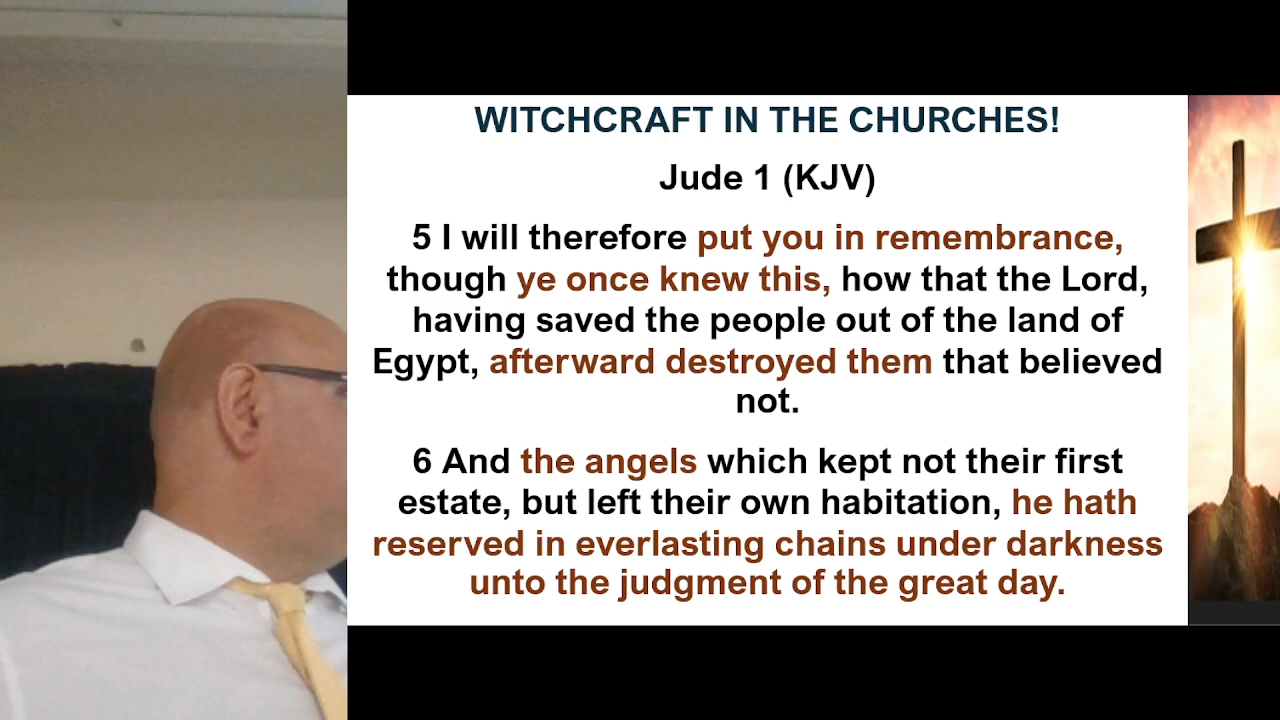 WITCHCRAFT IN THE CHURCHES!
Jude 1 (KJV)
5 I will therefore put you in remembrance,
though ye once knew this, how that the Lord,
having saved the people out of the land of
Egypt, afterward destroyed them that believed
not.
6 And the angels which kept not their first
estate, but left their own habitation, he hath
reserved in everlasting chains under darkness
unto the judgment of the great day.